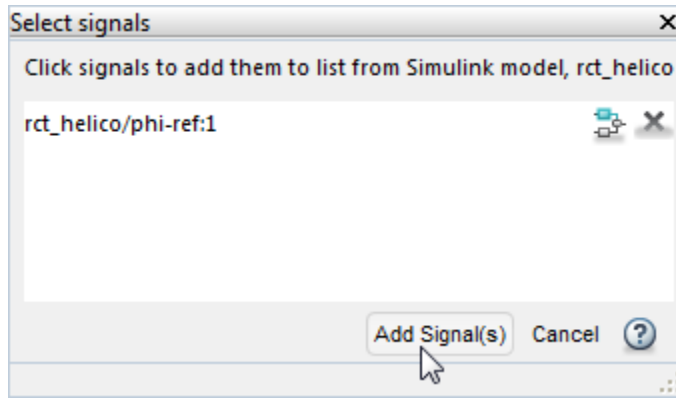 Select signals
Click signals to add them to list from Simulink model, rct_helico
rct_helico/phi-ref:1
Add Signal(s) Cancel ?